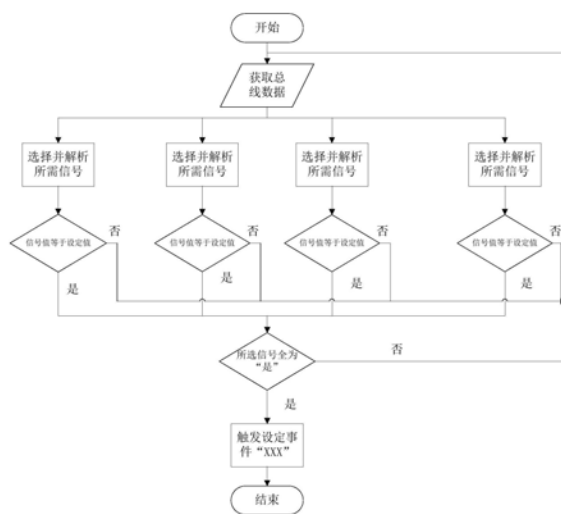 开始
获取总
线数据
选择并解析
所需信号
选择并解析
所需信号
选择并解析
所需信号
选择并解析
所需信号
信号值等于设定值
否
信号值等于设定值
否
信号值等于设定值
否
信号值等于设定值
否
是
是
是
是
所选信号全为
“是”
否
是
触发设定事
件“XXX”
结束